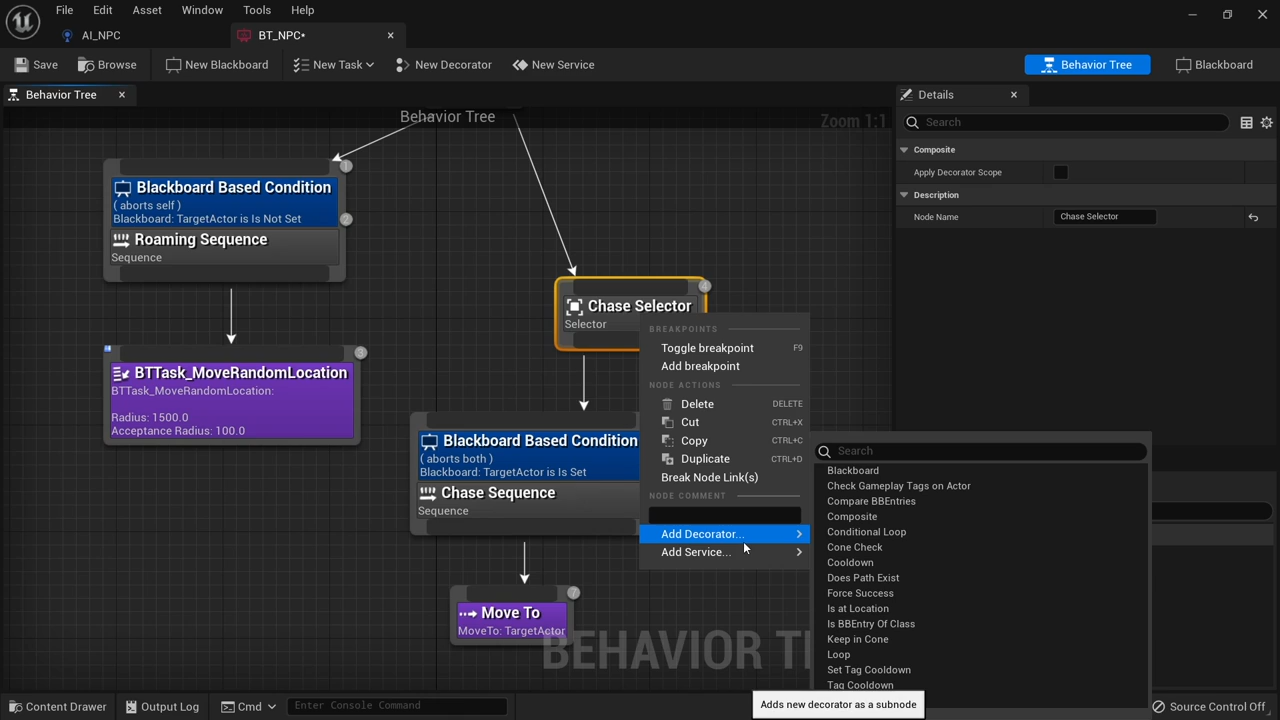 File Edit Asset Window Tools Help
AI_NPC BT_NPC*
Save Browse New Blackboard New Task New Decorator New Service Behavior Tree Blackboard
Behavior Tree Details
Behavior Tree
Zoom 1:1
Search
Composite
Apply Decorator Scope
Description
Node Name Chase Selector
1
Blackboard Based Condition
( aborts self )
Blackboard: TargetActor is Is Not Set
2
Roaming Sequence
Sequence
3
BTTask_MoveRandomLocation
BTTask_MoveRandomLocation:
Radius: 1500.0
Acceptance Radius: 100.0
4
Chase Selector
Selector
Blackboard Based Condition
( aborts both )
Blackboard: TargetActor is Is Set
Chase Sequence
Sequence
7
Move To
MoveTo: TargetActor
BEHAVIOR T
BREAKPOINTS
Toggle breakpoint F9
Add breakpoint
NODE ACTIONS
Delete DELETE
Cut CTRL+X
Copy CTRL+C
Duplicate CTRL+D
Break Node Link(s)
NODE COMMENT
Add Decorator...
Add Service...
Search
Blackboard
Check Gameplay Tags on Actor
Compare BBEntries
Composite
Conditional Loop
Cone Check
Cooldown
Does Path Exist
Force Success
Is at Location
Is BBEntry Of Class
Keep in Cone
Loop
Set Tag Cooldown
Tag Cooldown
Adds new decorator as a subnode
Content Drawer Output Log Cmd Enter Console Command Source Control Off